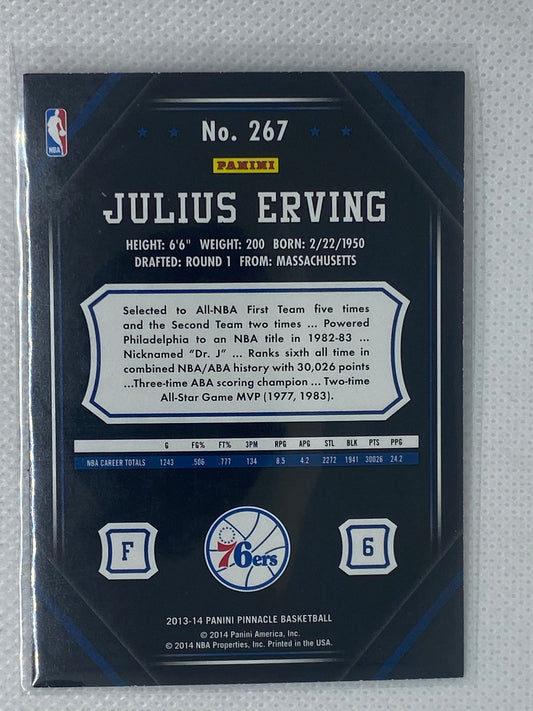 NBA
No. 267
PANINI
JULIUS ERVING
HEIGHT: 6'6" WEIGHT: 200 BORN: 2/22/1950
DRAFTED: ROUND 1 FROM: MASSACHUSETTS
Selected to All-NBA First Team five times
and the Second Team two times ... Powered
Philadelphia to an NBA title in 1982-83 ...
Nicknamed “Dr. J” ... Ranks sixth all time in
combined NBA/ABA history with 30,026 points
...Three-time ABA scoring champion ... Two-time
All-Star Game MVP (1977, 1983).
G FG% FT% 3PM RPG APG STL BLK PTS PPG
NBA CAREER TOTALS 1243 .506 .777 134 8.5 4.2 2272 1941 30026 24.2
F 76ers 6
2013-14 PANINI PINNACLE BASKETBALL
© 2014 Panini America, Inc.
© 2014 NBA Properties, Inc. Printed in the USA.